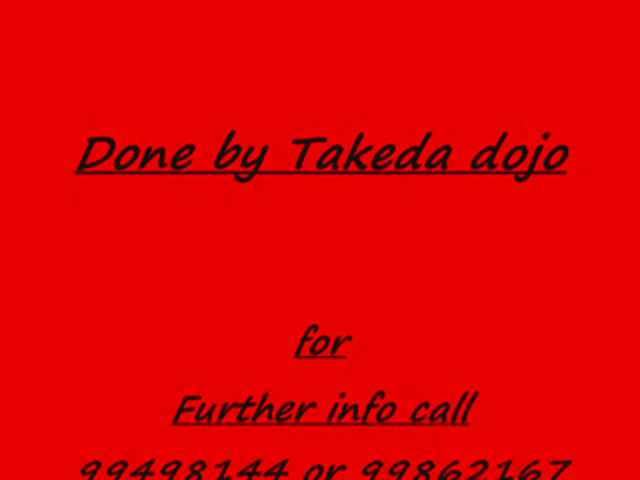 Done by Takeda dojo
for
Further info call
99498144 or 99862167